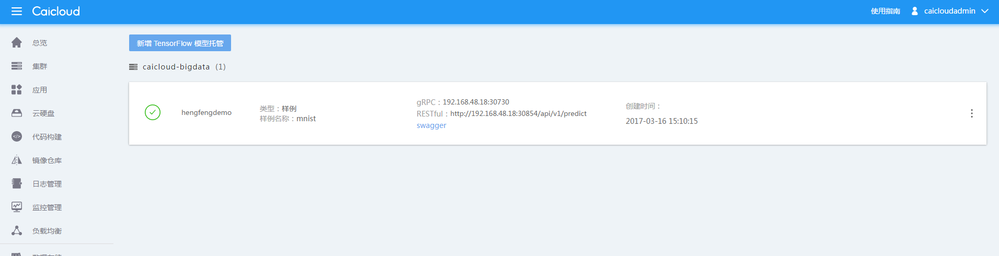 Caicloud
使用指南
caicloudadmin
总览
集群
应用
云硬盘
代码构建
镜像仓库
日志管理
监控管理
负载均衡
新增 TensorFlow 模型托管
caicloud-bigdata (1)
hengfengdemo
类型：样例
样例名称：mnist
gRPC：192.168.48.18:30730
RESTful：http://192.168.48.18:30854/api/v1/predict
swagger
创建时间：
2017-03-16 15:10:15